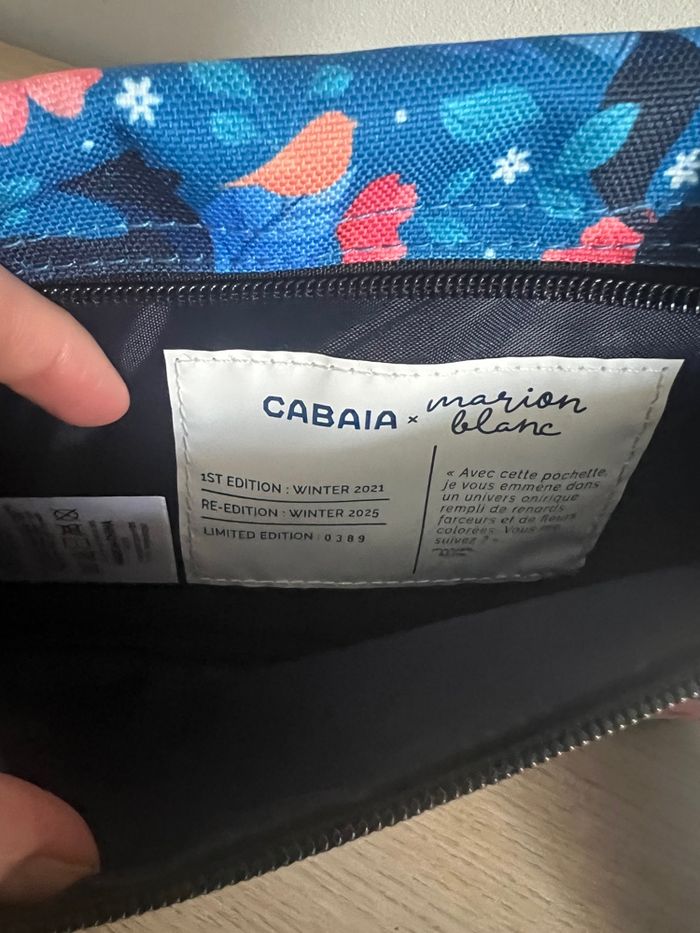 CABAIA x marion
blanc
1ST EDITION : WINTER 2021
RE-EDITION : WINTER 2025
LIMITED EDITION : 0389
« Avec cette pochette,
je vous emmène dans
un univers onirique
rempli de renards
farceurs et de fleurs
colorées. Vous me
suivez ? »